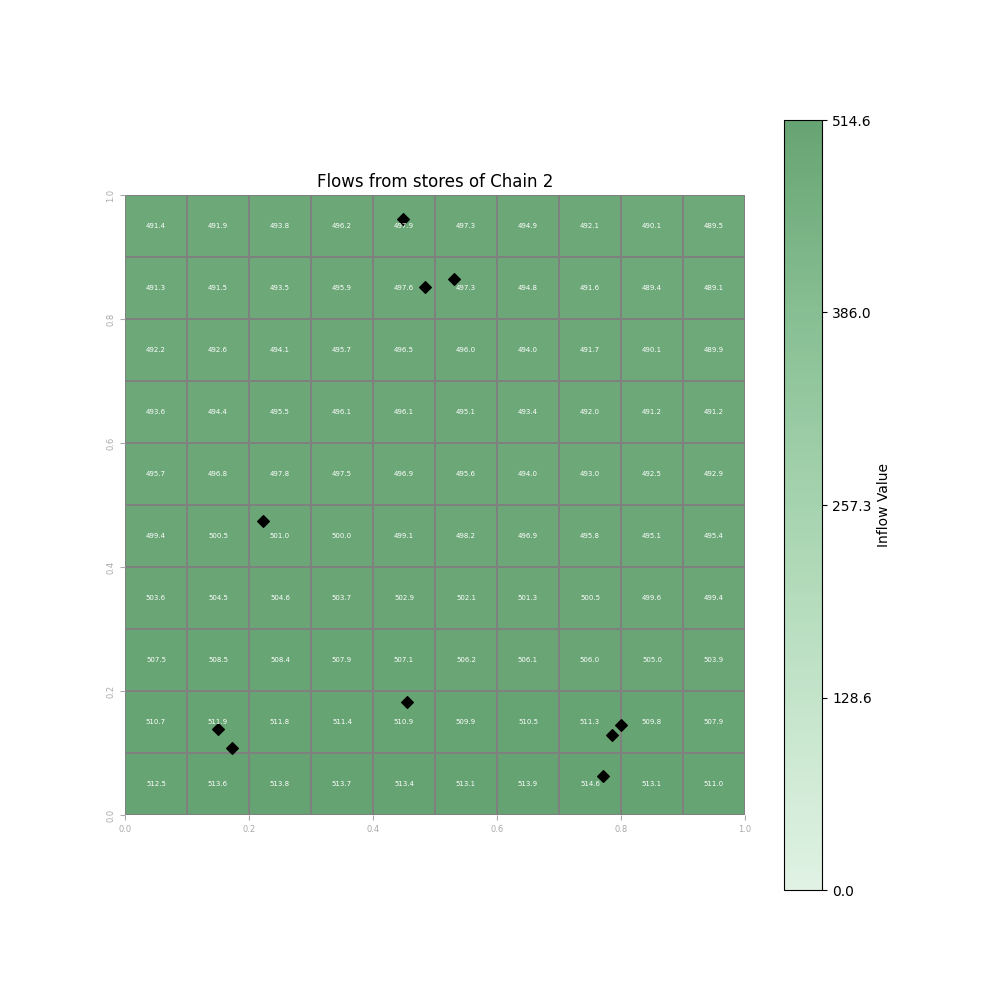 Flows from stores of Chain 2
1.0 491.4 491.9 493.8 496.2 497.9 497.3 494.9 492.1 490.1 489.5
491.3 491.5 493.5 495.9 497.6 497.3 494.8 491.6 489.4 489.1
0.8 492.2 492.6 494.1 495.7 496.5 496.0 494.0 491.7 490.1 489.9
493.6 494.4 495.5 496.1 496.1 495.1 493.4 492.0 491.2 491.2
0.6 495.7 496.8 497.8 497.5 496.9 495.6 494.0 493.0 492.5 492.9
499.4 500.5 501.0 500.0 499.1 498.2 496.9 495.8 495.1 495.4
0.4 503.6 504.5 504.6 503.7 502.9 502.1 501.3 500.5 499.6 499.4
507.5 508.5 508.4 507.9 507.1 506.2 506.1 506.0 505.0 503.9
0.2 510.7 511.9 511.8 511.4 510.9 509.9 510.5 511.3 509.8 507.9
512.5 513.6 513.8 513.7 513.4 513.1 513.9 514.6 513.1 511.0
0.0
0.0 0.2 0.4 0.6 0.8 1.0
514.6
386.0
257.3
128.6
0.0
Inflow Value